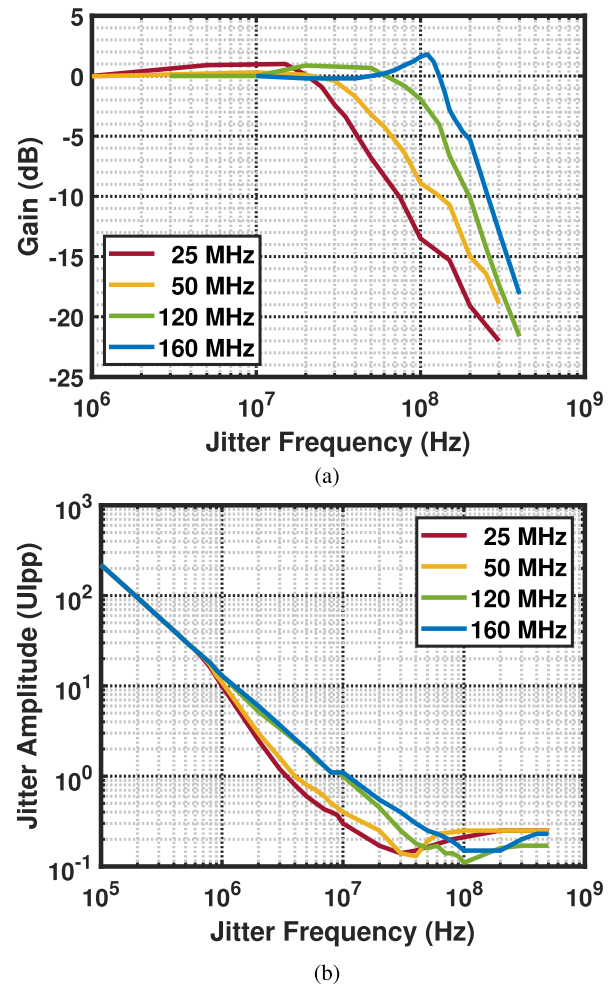 5
0
-5
-10
-15
-20
-25
Gain (dB)
25 MHz
50 MHz
120 MHz
160 MHz
10^6 10^7 10^8 10^9
Jitter Frequency (Hz)
(a)
10^3
10^2
10^1
10^0
10^-1
Jitter Amplitude (UIpp)
25 MHz
50 MHz
120 MHz
160 MHz
10^5 10^6 10^7 10^8 10^9
Jitter Frequency (Hz)
(b)